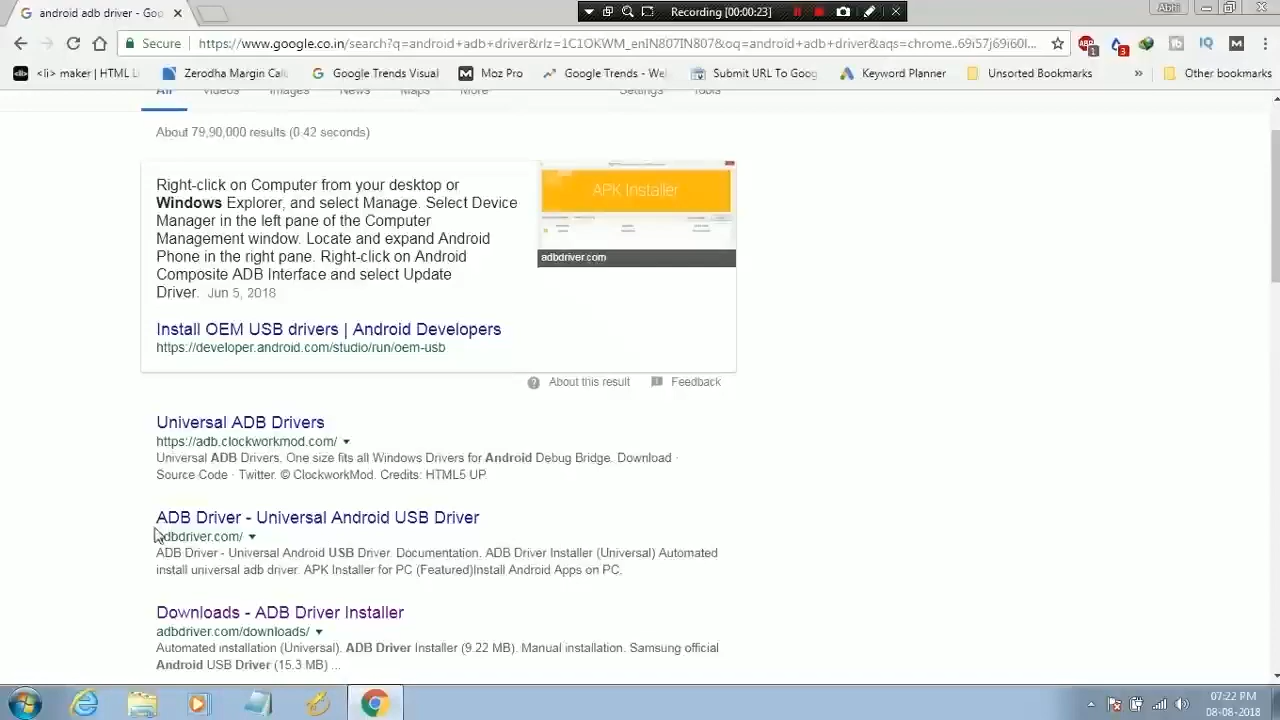 android adb driver - Goo
Recording [00:00:23]
Abill
Secure
https://www.google.co.in/search?q=android+adb+driver&rlz=1C1OKWM_enIN807IN807&oq=android+adb+driver&aqs=chrome..69i57j69i60l...
<li> maker | HTML L
Zerodha Margin Calc
Google Trends Visual
Moz Pro
Google Trends - Wel
Submit URL To Goog
Keyword Planner
Unsorted Bookmarks
»
Other bookmarks
All Videos Images News Maps More Settings Tools
About 79,90,000 results (0.42 seconds)
Right-click on Computer from your desktop or
Windows Explorer, and select Manage. Select Device
Manager in the left pane of the Computer
Management window. Locate and expand Android
Phone in the right pane. Right-click on Android
Composite ADB Interface and select Update
Driver. Jun 5, 2018
APK Installer
adbdriver.com
Install OEM USB drivers | Android Developers
https://developer.android.com/studio/run/oem-usb
About this result Feedback
Universal ADB Drivers
https://adb.clockworkmod.com/
Universal ADB Drivers. One size fits all Windows Drivers for Android Debug Bridge. Download ·
Source Code · Twitter. © ClockworkMod. Credits: HTML5 UP
ADB Driver - Universal Android USB Driver
adbdriver.com/
ADB Driver - Universal Android USB Driver. Documentation. ADB Driver Installer (Universal) Automated
install universal adb driver. APK Installer for PC (Featured)Install Android Apps on PC.
Downloads - ADB Driver Installer
adbdriver.com/downloads/
Automated installation (Universal). ADB Driver Installer (9.22 MB). Manual installation. Samsung official
Android USB Driver (15.3 MB) ...
07:22 PM
08-08-2018